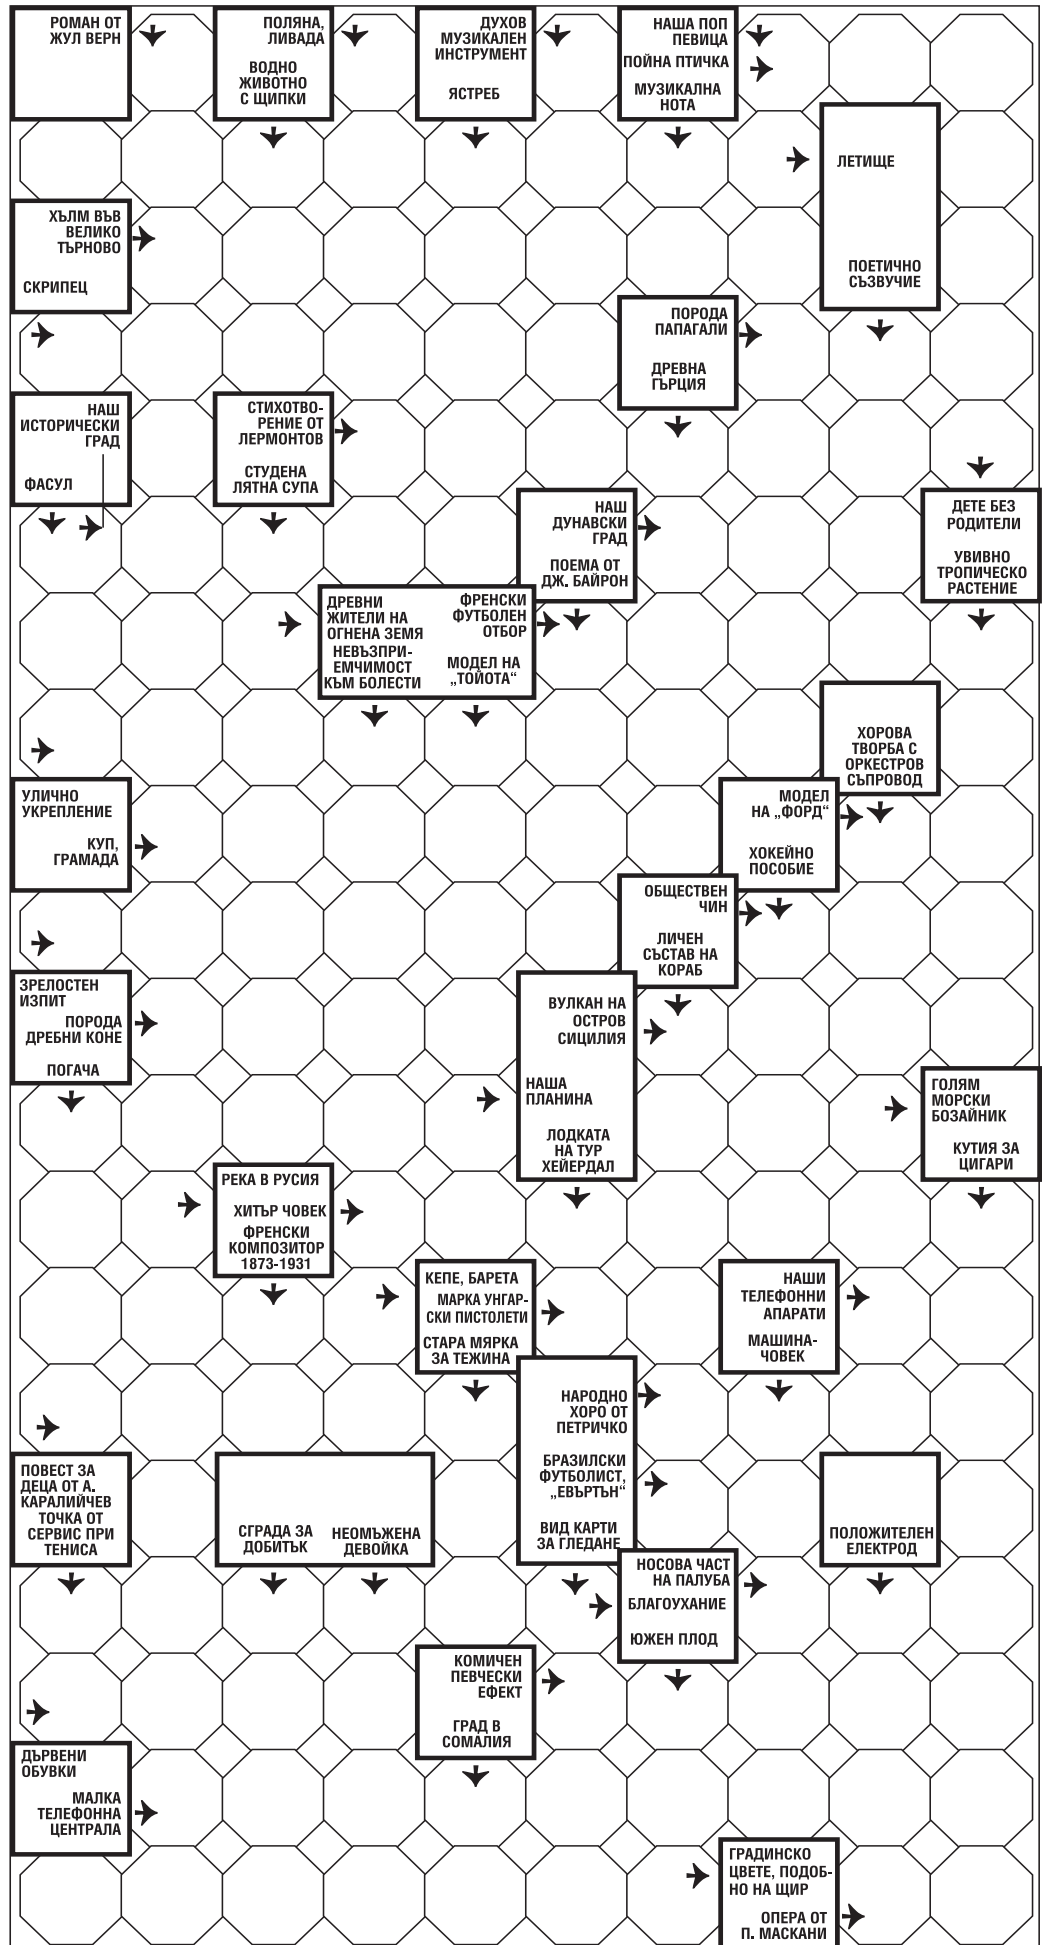 РОМАН ОТ
ЖУЛ ВЕРН
ПОЛЯНА,
ЛИВАДА
ВОДНО
ЖИВОТНО
С ЩИПКИ
ДУХОВ
МУЗИКАЛЕН
ИНСТРУМЕНТ
ЯСТРЕБ
НАША ПОП
ПЕВИЦА
ПОЙНА ПТИЧКА
МУЗИКАЛНА
НОТА
ЛЕТИЩЕ
ПОЕТИЧНО
СЪЗВУЧИЕ
ХЪЛМ ВЪВ
ВЕЛИКО
ТЪРНОВО
СКРИПЕЦ
ПОРОДА
ПАПАГАЛИ
ДРЕВНА
ГЪРЦИЯ
НАШ
ИСТОРИЧЕСКИ
ГРАД
ФАСУЛ
СТИХОТВО-
РЕНИЕ ОТ
ЛЕРМОНТОВ
СТУДЕНА
ЛЯТНА СУПА
НАШ
ДУНАВСКИ
ГРАД
ПОЕМА ОТ
ДЖ. БАЙРОН
ДЕТЕ БЕЗ
РОДИТЕЛИ
УВИВНО
ТРОПИЧЕСКО
РАСТЕНИЕ
ДРЕВНИ
ЖИТЕЛИ НА
ОГНЕНА ЗЕМЯ
НЕВЪЗПРИ-
ЕМЧИМОСТ
КЪМ БОЛЕСТИ
ФРЕНСКИ
ФУТБОЛЕН
ОТБОР
МОДЕЛ НА
„ТОЙОТА“
ХОРОВА
ТВОРБА С
ОРКЕСТРОВ
СЪПРОВОД
УЛИЧНО
УКРЕПЛЕНИЕ
КУП,
ГРАМАДА
МОДЕЛ
НА „ФОРД“
ХОКЕЙНО
ПОСОБИЕ
ОБЩЕСТВЕН
ЧИН
ЛИЧЕН
СЪСТАВ НА
КОРАБ
ЗРЕЛОСТЕН
ИЗПИТ
ПОРОДА
ДРЕБНИ КОНЕ
ПОГАЧА
ВУЛКАН НА
ОСТРОВ
СИЦИЛИЯ
НАША
ПЛАНИНА
ЛОДКАТА
НА ТУР
ХЕЙЕРДАЛ
ГОЛЯМ
МОРСКИ
БОЗАЙНИК
КУТИЯ ЗА
ЦИГАРИ
РЕКА В РУСИЯ
ХИТЪР ЧОВЕК
ФРЕНСКИ
КОМПОЗИТОР
1873-1931
КЕПЕ, БАРЕТА
МАРКА УНГАР-
СКИ ПИСТОЛЕТИ
СТАРА МЯРКА
ЗА ТЕЖИНА
НАШИ
ТЕЛЕФОННИ
АПАРАТИ
МАШИНА-
ЧОВЕК
НАРОДНО
ХОРО ОТ
ПЕТРИЧКО
БРАЗИЛСКИ
ФУТБОЛИСТ,
„ЕВЪРТЪН“
ВИД КАРТИ
ЗА ГЛЕДАНЕ
ПОВЕСТ ЗА
ДЕЦА ОТ А.
КАРАЛИЙЧЕВ
ТОЧКА ОТ
СЕРВИС ПРИ
ТЕНИСА
СГРАДА ЗА
ДОБИТЪК
НЕОМЪЖЕНА
ДЕВОЙКА
ПОЛОЖИТЕЛЕН
ЕЛЕКТРОД
НОСОВА ЧАСТ
НА ПАЛУБА
БЛАГОУХАНИЕ
ЮЖЕН ПЛОД
КОМИЧЕН
ПЕВЧЕСКИ
ЕФЕКТ
ГРАД В
СОМАЛИЯ
ДЪРВЕНИ
ОБУВКИ
МАЛКА
ТЕЛЕФОННА
ЦЕНТРАЛА
ГРАДИНСКО
ЦВЕТЕ, ПОДОБ-
НО НА ЩИР
ОПЕРА ОТ
П. МАСКАНИ